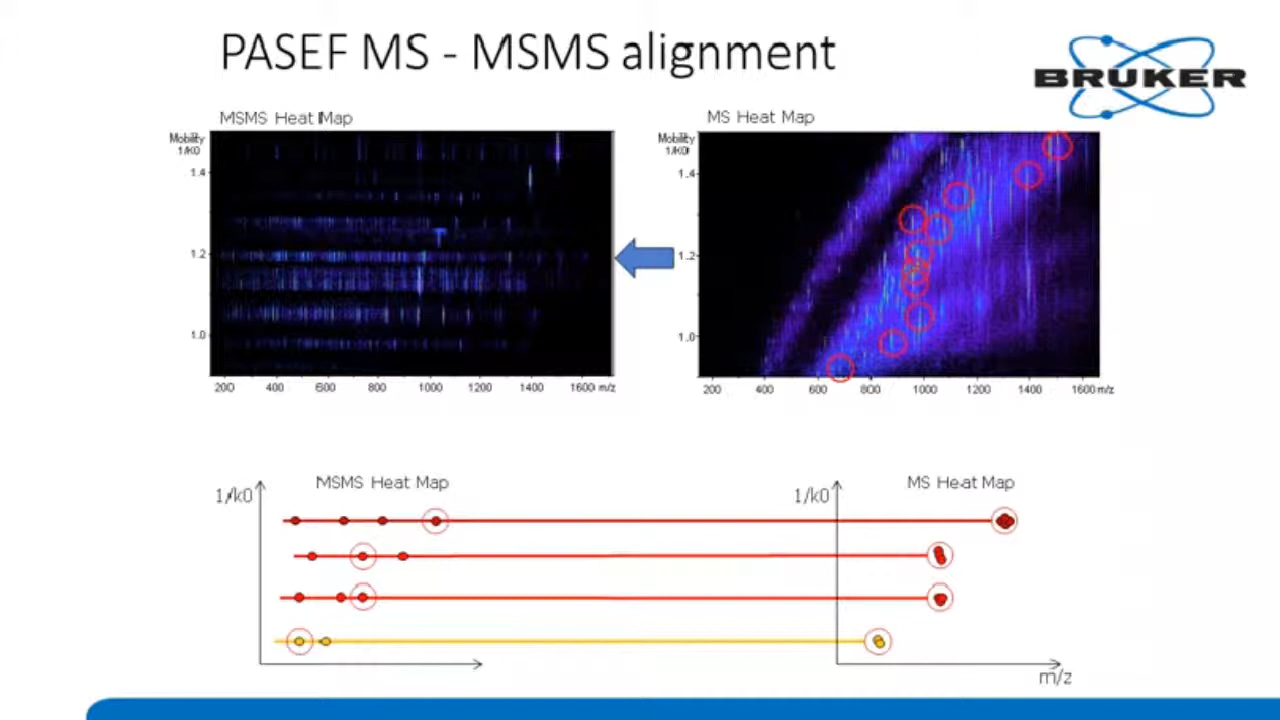 PASEF MS - MSMS alignment
BRUKER
MSMS Heat Map
MS Heat Map
Mobility
1/K0
1.4
1.2
1.0
200 400 600 800 1000 1200 1400 1600 m/z
Mobility
1/K0
1.4
1.2
1.0
200 400 600 800 1000 1200 1400 1600 m/z
MSMS Heat Map
MS Heat Map
1/k0
1/k0
m/z